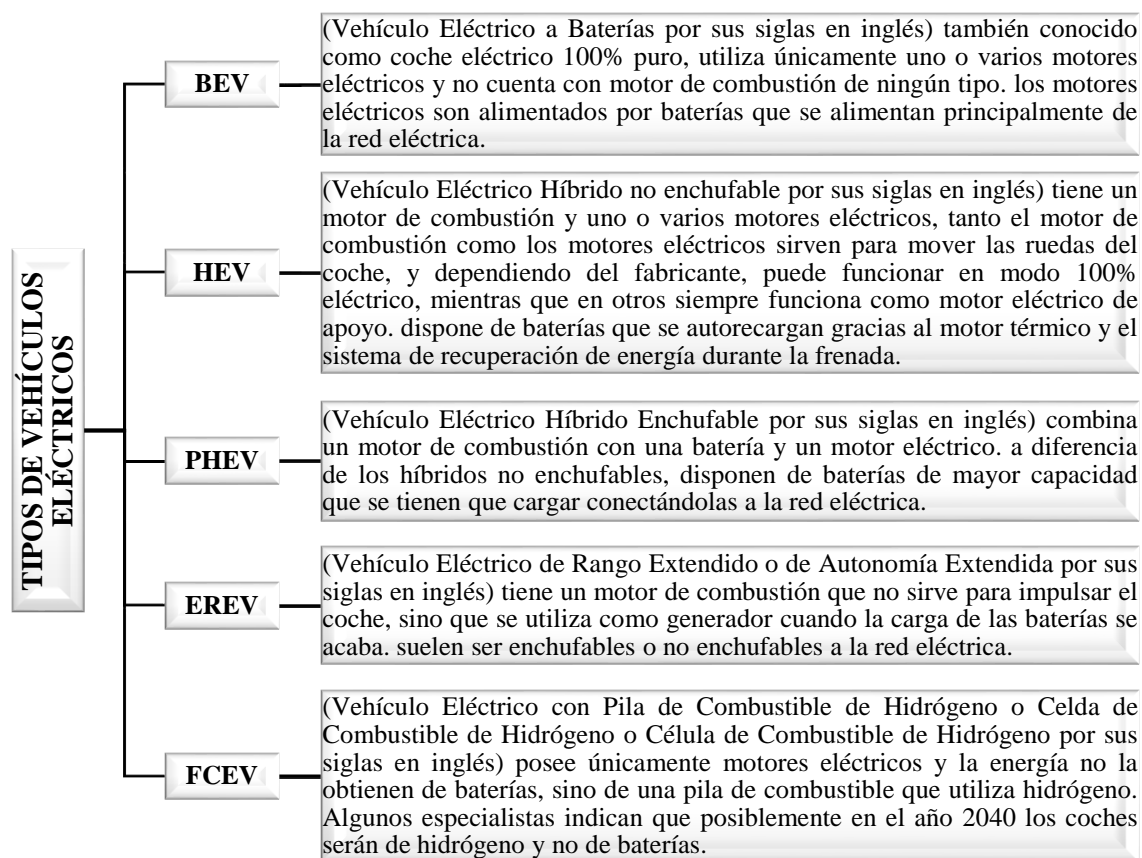 TIPOS DE VEHÍCULOS
ELÉCTRICOS
BEV
(Vehículo Eléctrico a Baterías por sus siglas en inglés) también conocido
como coche eléctrico 100% puro, utiliza únicamente uno o varios motores
eléctricos y no cuenta con motor de combustión de ningún tipo. los motores
eléctricos son alimentados por baterías que se alimentan principalmente de
la red eléctrica.
HEV
(Vehículo Eléctrico Híbrido no enchufable por sus siglas en inglés) tiene un
motor de combustión y uno o varios motores eléctricos, tanto el motor de
combustión como los motores eléctricos sirven para mover las ruedas del
coche, y dependiendo del fabricante, puede funcionar en modo 100%
eléctrico, mientras que en otros siempre funciona como motor eléctrico de
apoyo. dispone de baterías que se autorecargan gracias al motor térmico y el
sistema de recuperación de energía durante la frenada.
PHEV
(Vehículo Eléctrico Híbrido Enchufable por sus siglas en inglés) combina
un motor de combustión con una batería y un motor eléctrico. a diferencia
de los híbridos no enchufables, disponen de baterías de mayor capacidad
que se tienen que cargar conectándolas a la red eléctrica.
EREV
(Vehículo Eléctrico de Rango Extendido o de Autonomía Extendida por sus
siglas en inglés) tiene un motor de combustión que no sirve para impulsar el
coche, sino que se utiliza como generador cuando la carga de las baterías se
acaba. suelen ser enchufables o no enchufables a la red eléctrica.
FCEV
(Vehículo Eléctrico con Pila de Combustible de Hidrógeno o Celda de
Combustible de Hidrógeno o Célula de Combustible de Hidrógeno por sus
siglas en inglés) posee únicamente motores eléctricos y la energía no la
obtienen de baterías, sino de una pila de combustible que utiliza hidrógeno.
Algunos especialistas indican que posiblemente en el año 2040 los coches
serán de hidrógeno y no de baterías.